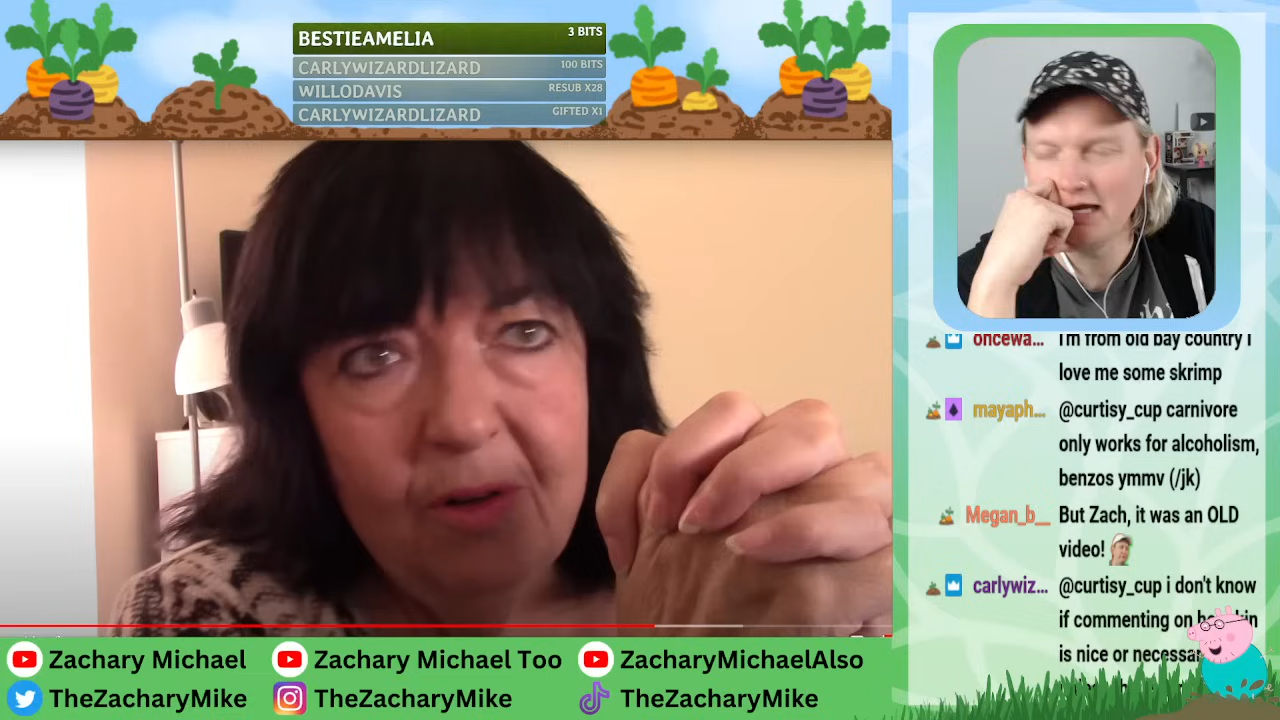 BESTIEAMELIA 3 BITS
CARLYWIZARDLIZARD 100 BITS
WILLODAVIS RESUB X28
CARLYWIZARDLIZARD GIFTED X1
oncewa... I'm from old bay country I
love me some skrimp
mayaph... @curtisy_cup carnivore
only works for alcoholism,
benzos ymmv (/jk)
Megan_b__ But Zach, it was an OLD
video!
carlywiz... @curtisy_cup i don't know
if commenting on
is nice or
Zachary Michael
Zachary Michael Too
ZacharyMichaelAlso
TheZacharyMike
TheZacharyMike
TheZacharyMike